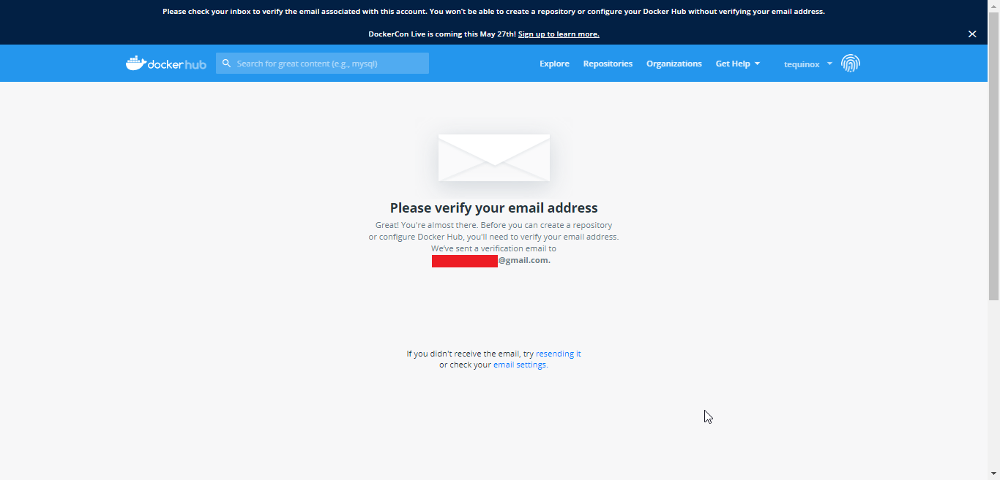 Please check your inbox to verify the email associated with this account. You won't be able to create a repository or configure your Docker Hub without verifying your email address.
DockerCon Live is coming this May 27th! Sign up to learn more.
docker hub
Search for great content (e.g., mysql)
Explore
Repositories
Organizations
Get Help
tequinox
Please verify your email address
Great! You're almost there. Before you can create a repository
or configure Docker Hub, you'll need to verify your email address.
We've sent a verification email to
@gmail.com.
If you didn't receive the email, try resending it
or check your email settings.